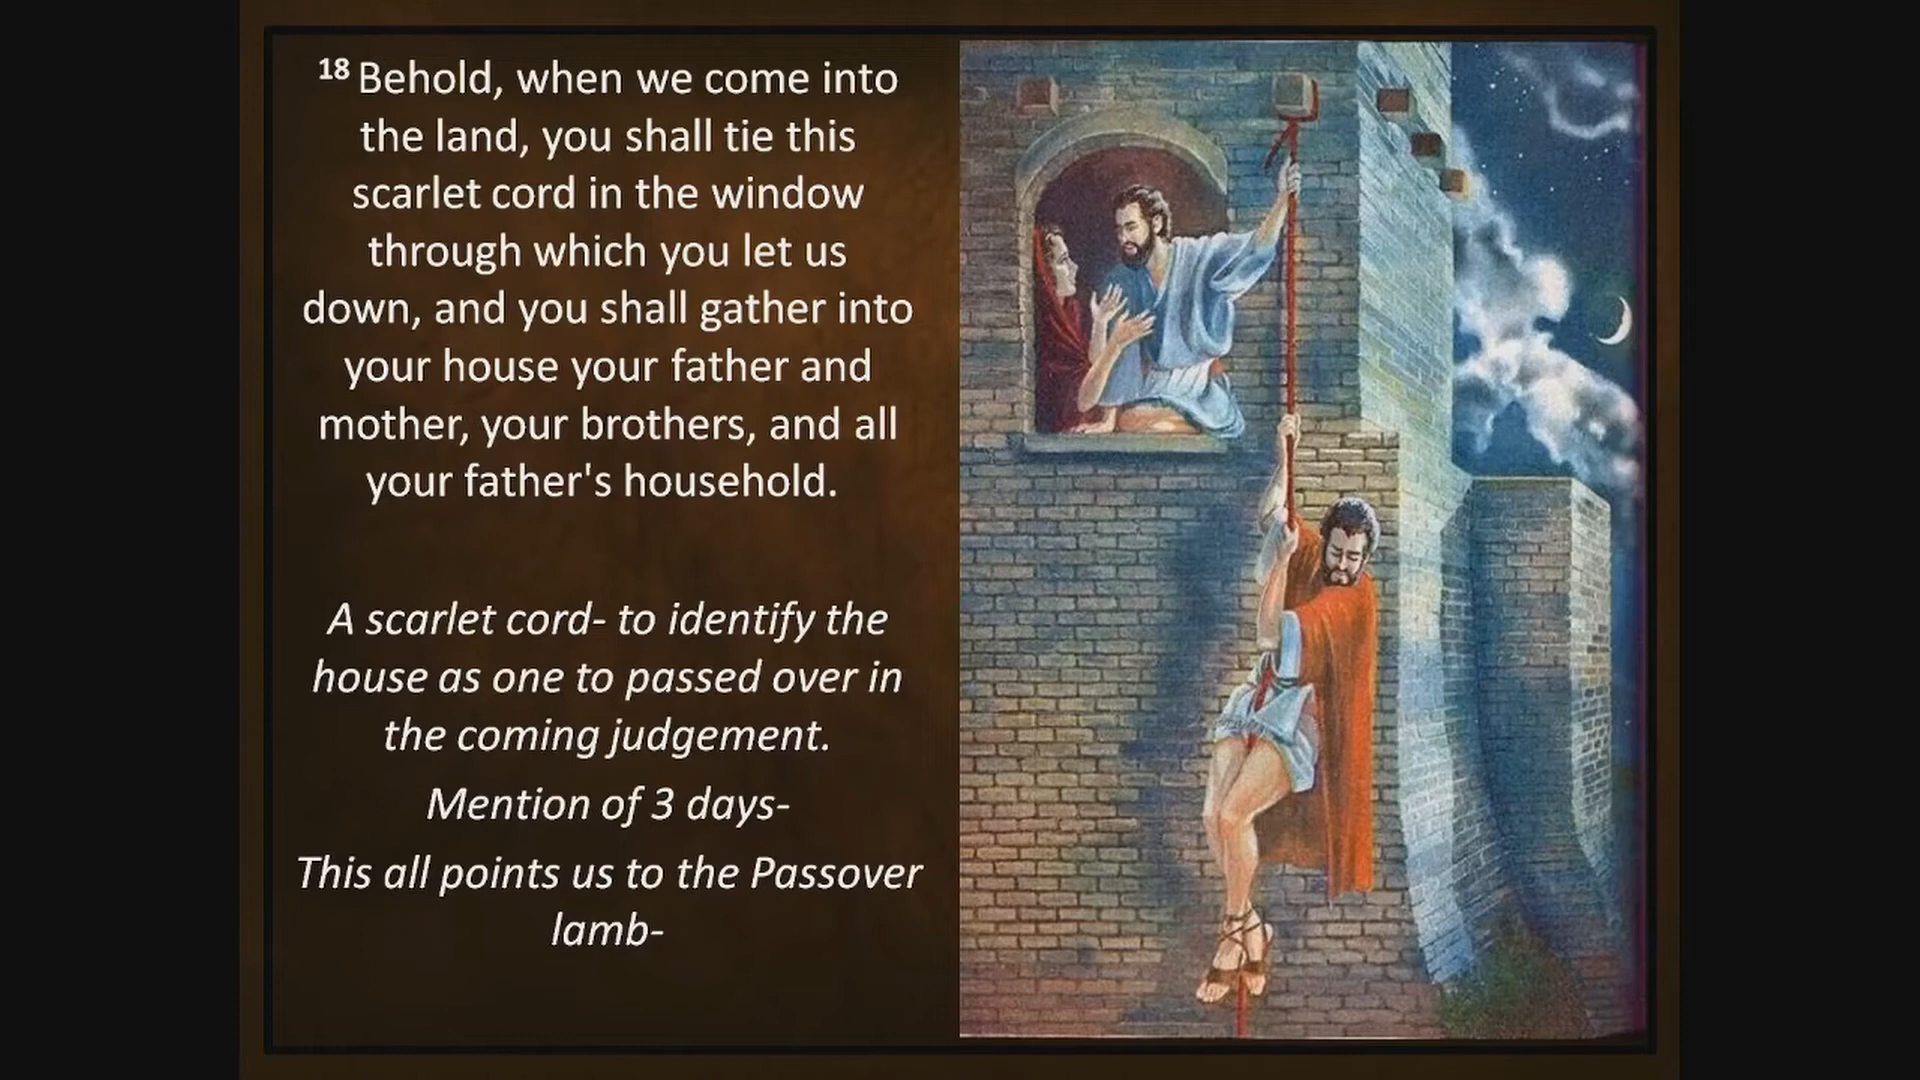 18 Behold, when we come into
the land, you shall tie this
scarlet cord in the window
through which you let us
down, and you shall gather into
your house your father and
mother, your brothers, and all
your father's household.
A scarlet cord- to identify the
house as one to passed over in
the coming judgement.
Mention of 3 days-
This all points us to the Passover
lamb-